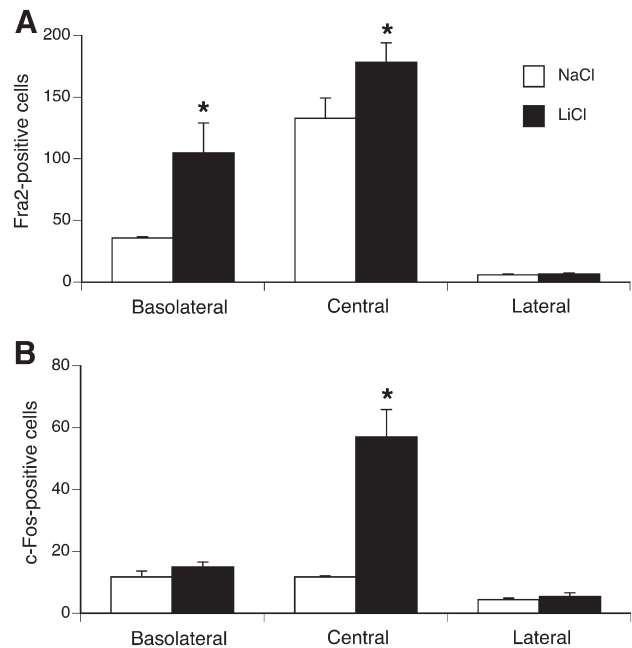 A
Fra2-positive cells
200
150
100
50
0
*
*
NaCl
LiCl
Basolateral Central Lateral
B
c-Fos-positive cells
80
60
40
20
0
*
Basolateral Central Lateral